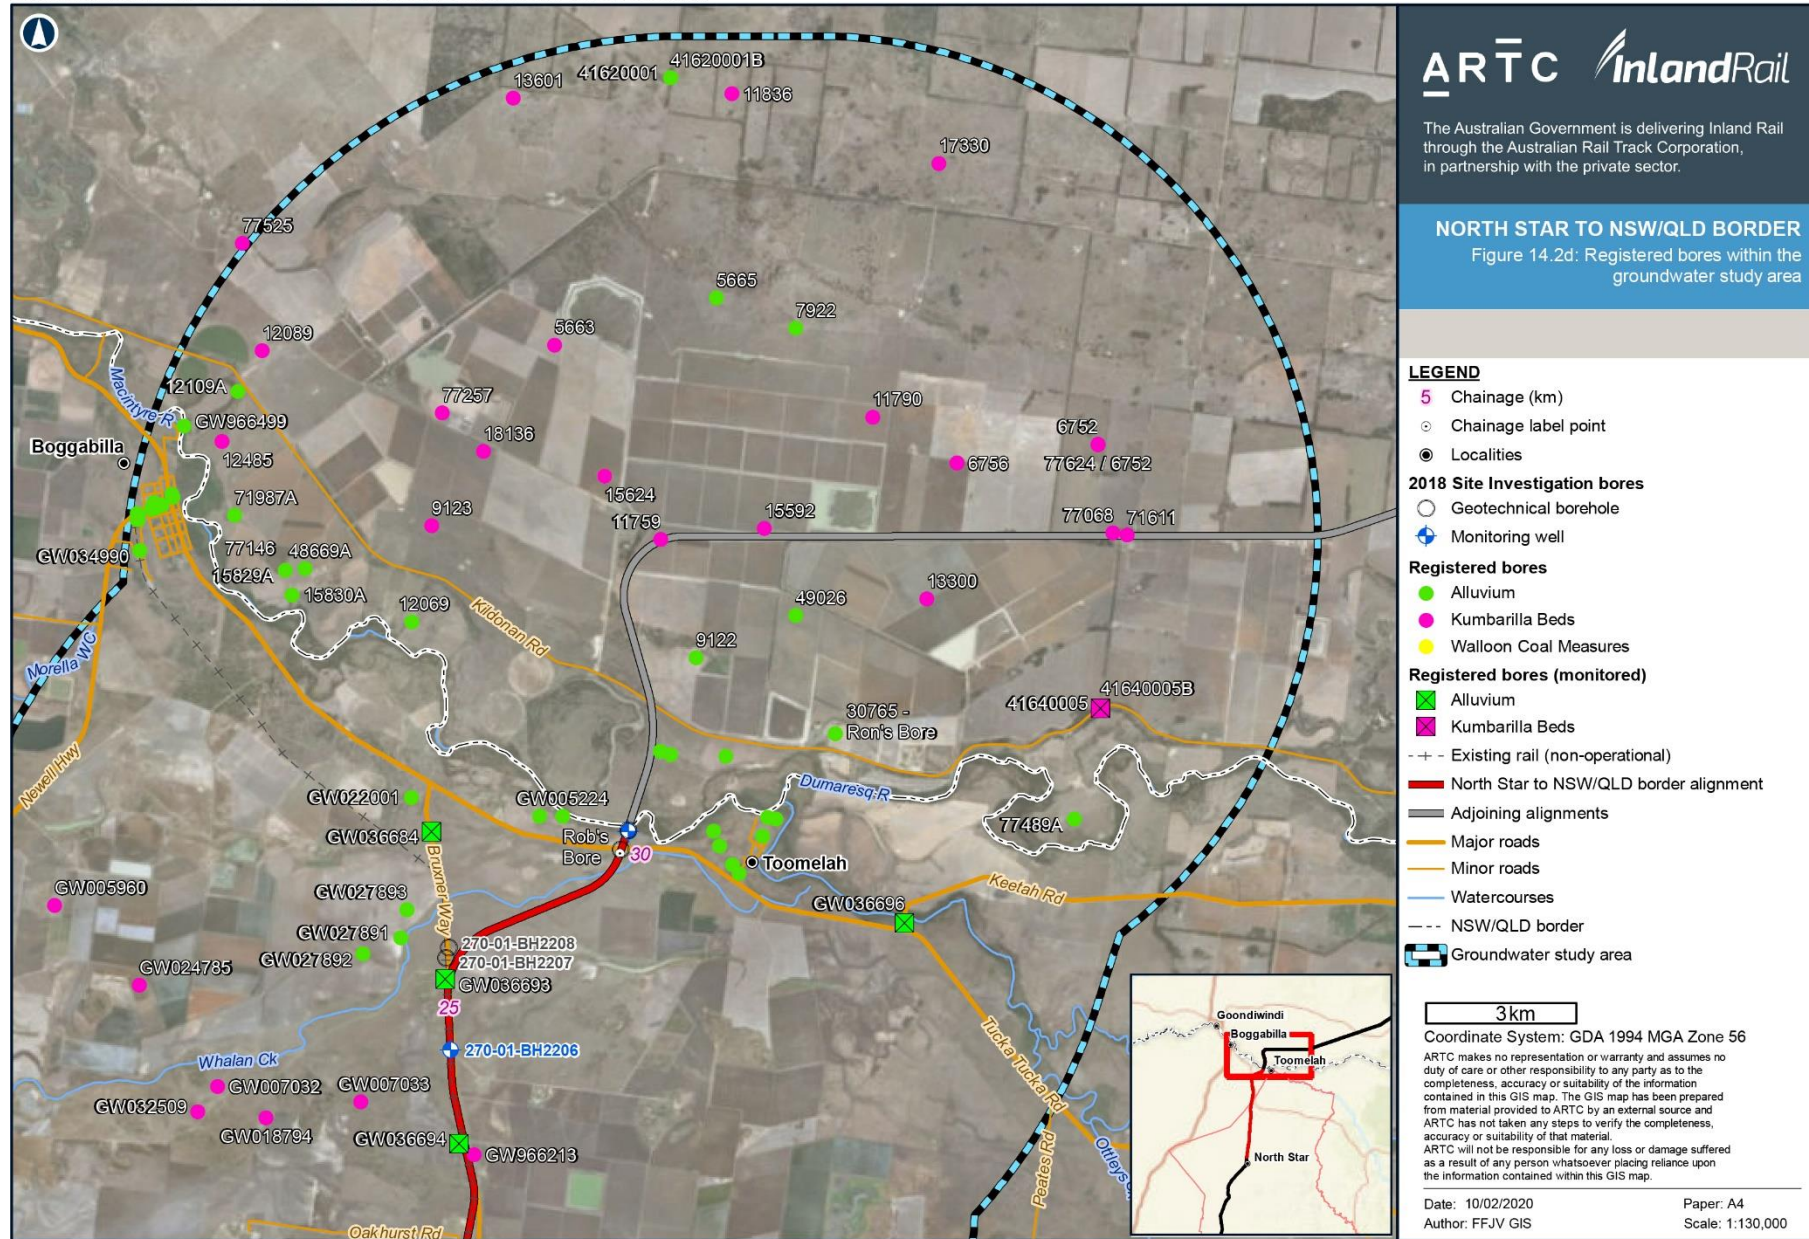 41620001B
41620001
13601
11836
17330
77525
5665
7922
12089
5663
Macintyre R
12109A
77257
11790
GW966499
18136
6752
Boggabilla
12485
6756
77624 / 6752
15624
71987A
9123
11759
15592
77068
71611
GW034990
77146
48669A
15829A
15830A
13300
12069
49026
Kildonan Rd
9122
Morella WC
41640005B
41640005
30765 -
Ron's Bore
Newell Hwy
Dumaresq R
GW022001
GW005224
77489A
GW036684
Rob's
Bore
30
Toomelah
Bruxner Way
GW005960
GW027893
Keetah Rd
GW036696
GW027891
270-01-BH2208
GW027892
270-01-BH2207
GW024785
GW036693
25
270-01-BH2206
Tucka Tucka Rd
Whalan Ck
GW007032
GW007033
GW032509
GW018794
GW036694
GW966213
Peates Rd
Oakhurst Rd
Goondiwindi
Boggabilla
Toomelah
North Star
ARTC InlandRail
The Australian Government is delivering Inland Rail
through the Australian Rail Track Corporation,
in partnership with the private sector.
NORTH STAR TO NSW/QLD BORDER
Figure 14.2d: Registered bores within the
groundwater study area
LEGEND
5 Chainage (km)
Chainage label point
Localities
2018 Site Investigation bores
Geotechnical borehole
Monitoring well
Registered bores
Alluvium
Kumbarilla Beds
Walloon Coal Measures
Registered bores (monitored)
Alluvium
Kumbarilla Beds
Existing rail (non-operational)
North Star to NSW/QLD border alignment
Adjoining alignments
Major roads
Minor roads
Watercourses
NSW/QLD border
Groundwater study area
3km
Coordinate System: GDA 1994 MGA Zone 56
ARTC makes no representation or warranty and assumes no
duty of care or other responsibility to any party as to the
completeness, accuracy or suitability of the information
contained in this GIS map. The GIS map has been prepared
from material provided to ARTC by an external source and
ARTC has not taken any steps to verify the completeness,
accuracy or suitability of that material.
ARTC will not be responsible for any loss or damage suffered
as a result of any person whatsoever placing reliance upon
the information contained within this GIS map.
Date: 10/02/2020
Paper: A4
Author: FFJV GIS
Scale: 1:130,000